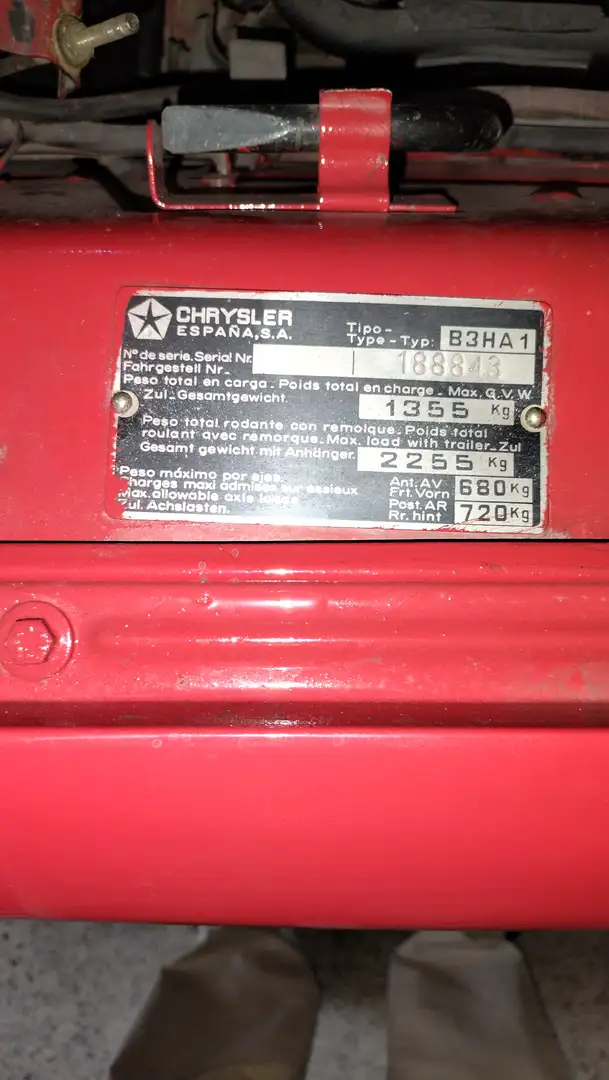 CHRYSLER
ESPAÑA, S.A.
Tipo-
Type-Typ: B3HA1
Nº de serie. Serial Nr.
Fahrgestell Nr. 188843
Peso total en carga. Poids total en charge. Max. G.V.W
Zul. Gesamtgewicht. 1355 Kg
Peso total rodante con remolque. Poids total
roulant avec remorque. Max. load with trailer. Zul
Gesamt gewicht mit Anhänger. 2255 Kg
Peso máximo por ejes.
Charges maxi admises sur essieux
Max. allowable axle loads
Zul. Achslasten.
Ant. AV
Frt. Vorn 680 Kg
Post. AR
Rr. hint 720 Kg